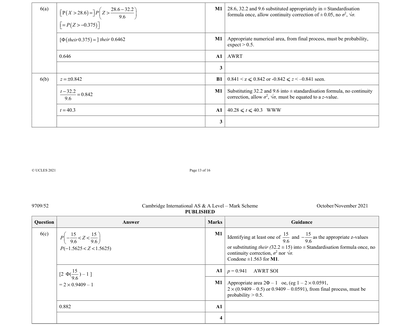 6(a)
(P(X > 28.6) =) P(Z > (28.6 – 32.2)/9.6)
[= P(Z > –0.375)]
M1
28.6, 32.2 and 9.6 substituted appropriately in ± Standardisation
formula once, allow continuity correction of ± 0.05, no σ², √σ
[Φ(their 0.375) =] their 0.6462
M1
Appropriate numerical area, from final process, must be probability,
expect > 0.5.
0.646
A1
AWRT
3
6(b)
z = ±0.842
B1
0.841 < z ⩽ 0.842 or -0.842 ⩽ z < –0.841 seen.
(t – 32.2)/9.6 = 0.842
M1
Substituting 32.2 and 9.6 into ± standardisation formula, no continuity
correction, allow σ², √σ, must be equated to a z-value.
t = 40.3
A1
40.28 ⩽ t ⩽ 40.3 WWW
3
© UCLES 2021
Page 15 of 16
9709/52
Cambridge International AS & A Level – Mark Scheme
PUBLISHED
October/November 2021
Question
Answer
Marks
Guidance
6(c)
P(–15/9.6 < Z < 15/9.6)
P(–1.5625 < Z < 1.5625)
M1
Identifying at least one of 15/9.6 and –15/9.6 as the appropriate z-values
or substituting their (32.2 ± 15) into ± Standardisation formula once, no
continuity correction, σ² nor √σ
Condone ±1.563 for M1.
A1
p = 0.941 AWRT SOI
[2 Φ(15/9.6) – 1]
= 2 × 0.9409 – 1
M1
Appropriate area 2Φ – 1 oe, (eg 1 – 2 × 0.0591,
2 × (0.9409 – 0.5) or 0.9409 – 0.0591), from final process, must be
probability > 0.5.
0.882
A1
4